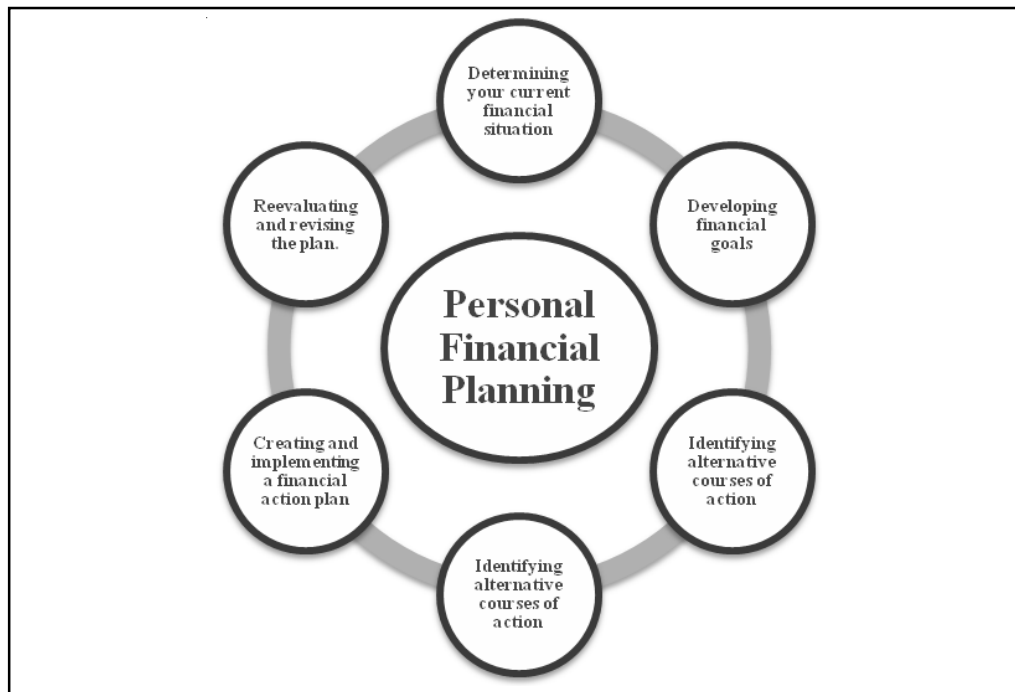 Determining
your current
financial
situation
Developing
financial
goals
Identifying
alternative
courses of
action
Identifying
alternative
courses of
action
Creating and
implementing
a financial
action plan
Reevaluating
and revising
the plan.
Personal
Financial
Planning